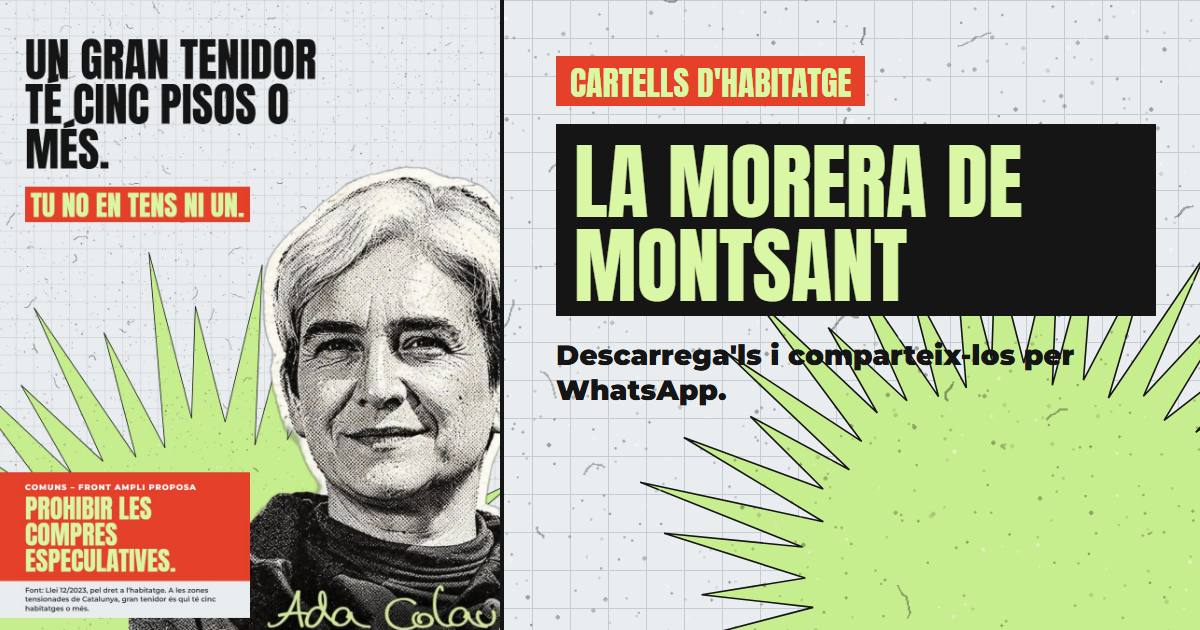 UN GRAN TENIDOR
TÉ CINC PISOS O
MÉS.
TU NO EN TENS NI UN.
COMUNS – FRONT AMPLI PROPOSA
PROHIBIR LES
COMPRES
ESPECULATIVES.
Font: Llei 12/2023, pel dret a l'habitatge. A les zones
tensionades de Catalunya, gran tenidor és qui té cinc
habitatges o més.
Ada Colau
CARTELLS D'HABITATGE
LA MORERA DE
MONTSANT
Descarrega'ls i comparteix-los per
WhatsApp.